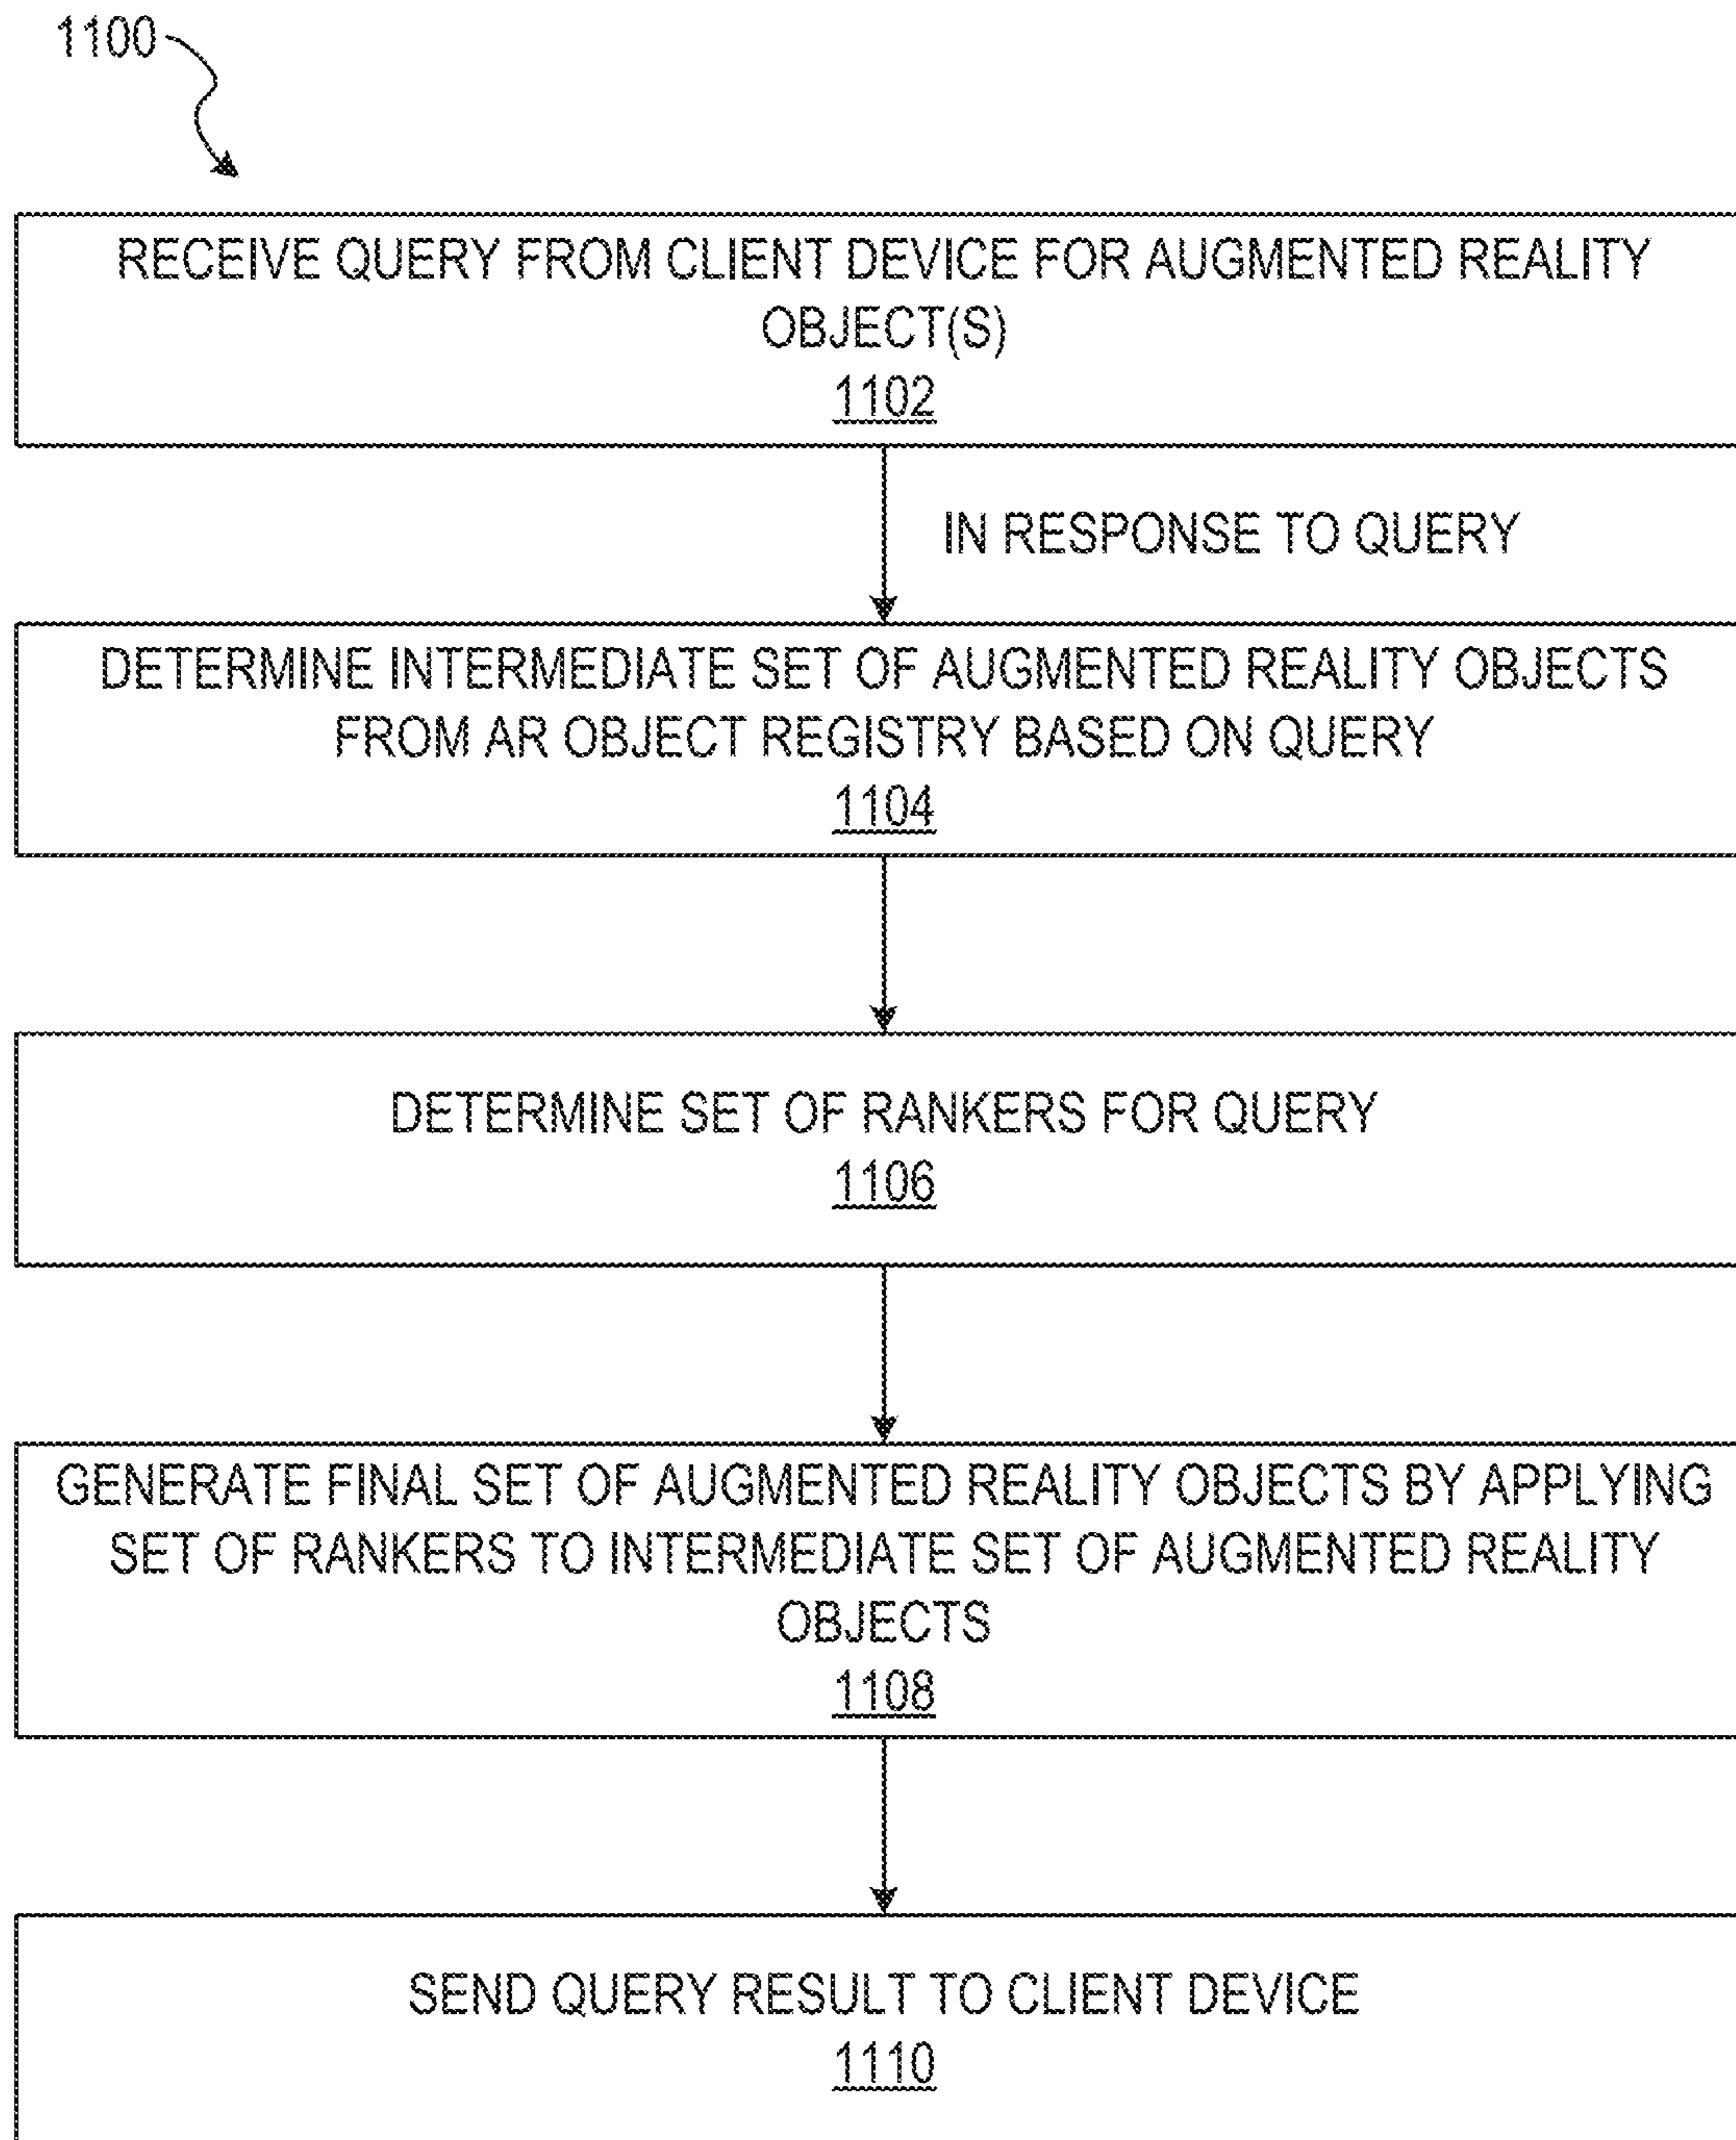 1100
RECEIVE QUERY FROM CLIENT DEVICE FOR AUGMENTED REALITY
OBJECT(S)
1102
IN RESPONSE TO QUERY
DETERMINE INTERMEDIATE SET OF AUGMENTED REALITY OBJECTS
FROM AR OBJECT REGISTRY BASED ON QUERY
1104
DETERMINE SET OF RANKERS FOR QUERY
1106
GENERATE FINAL SET OF AUGMENTED REALITY OBJECTS BY APPLYING
SET OF RANKERS TO INTERMEDIATE SET OF AUGMENTED REALITY
OBJECTS
1108
SEND QUERY RESULT TO CLIENT DEVICE
1110